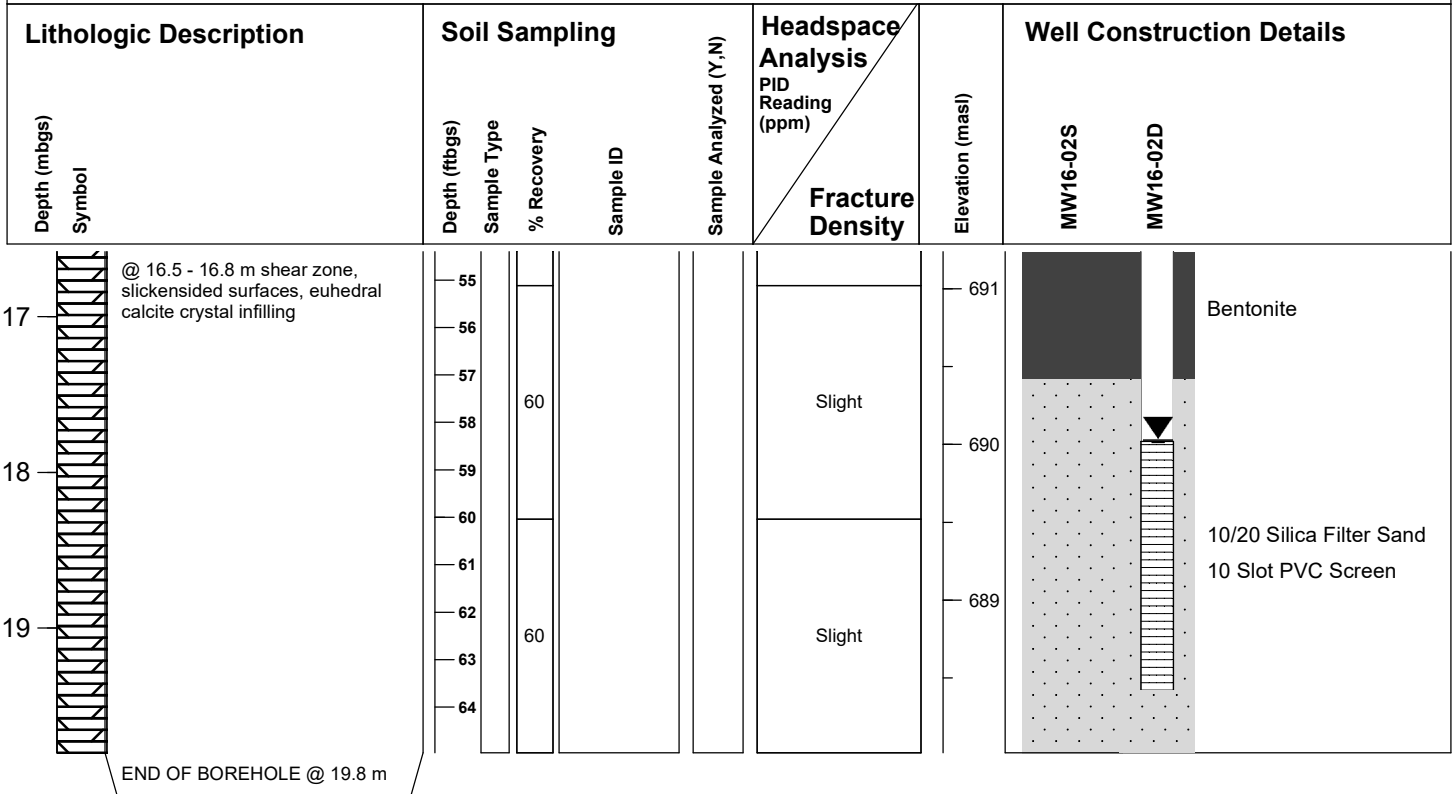 Lithologic Description
Depth (mbgs)
Symbol
Soil Sampling
Depth (ftbgs)
Sample Type
% Recovery
Sample ID
Sample Analyzed (Y,N)
Headspace
Analysis
PID
Reading
(ppm)
Fracture
Density
Elevation (masl)
Well Construction Details
MW16-02S
MW16-02D
17
18
19
@ 16.5 - 16.8 m shear zone,
slickensided surfaces, euhedral
calcite crystal infilling
END OF BOREHOLE @ 19.8 m
55
56
57
58
59
60
61
62
63
64
60
60
Slight
Slight
691
690
689
Bentonite
10/20 Silica Filter Sand
10 Slot PVC Screen